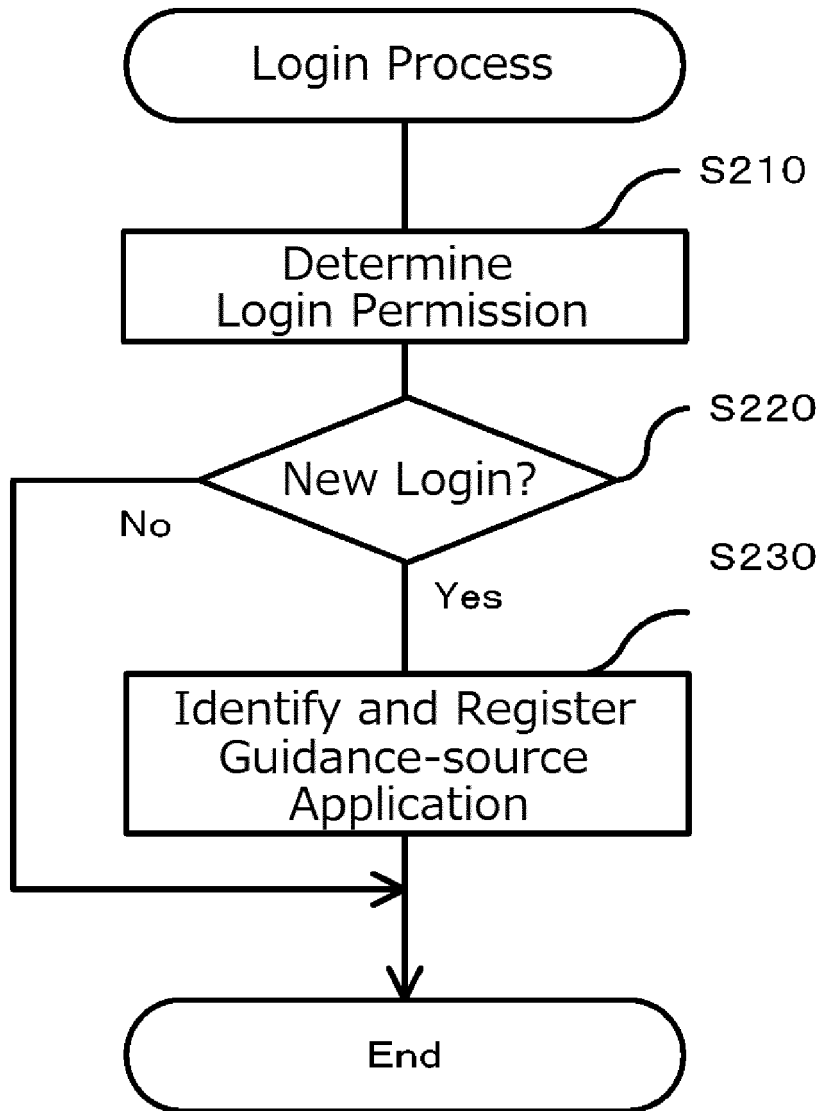 Login Process
S210
Determine
Login Permission
S220
New Login?
No
S230
Yes
Identify and Register
Guidance-source
Application
End